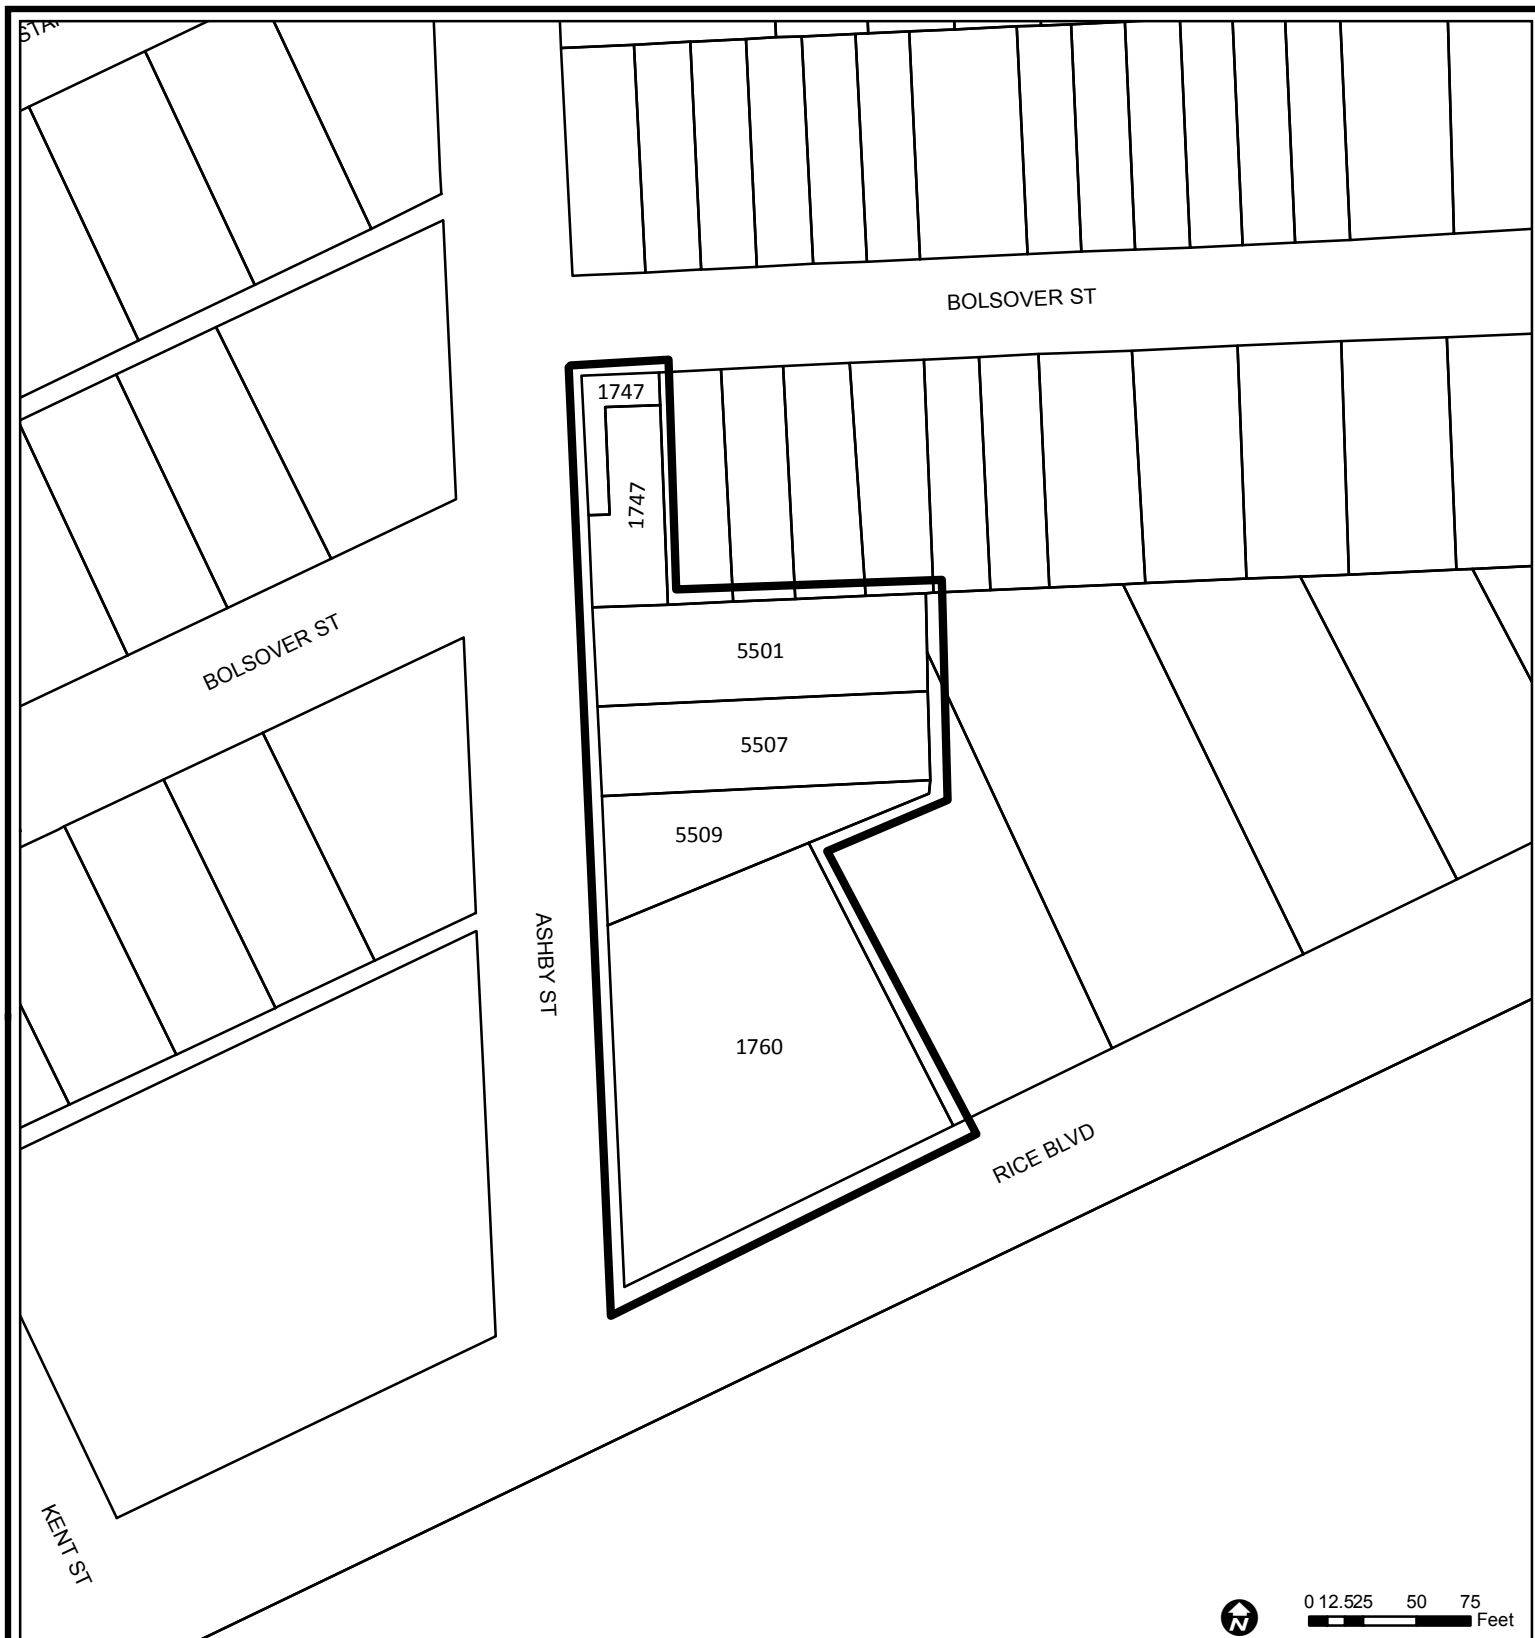 BOLSOVER ST
1747
1747
BOLSOVER ST
5501
5507
5509
ASHBY ST
1760
RICE BLVD
KENT ST
N
0 12.525 50 75
Feet